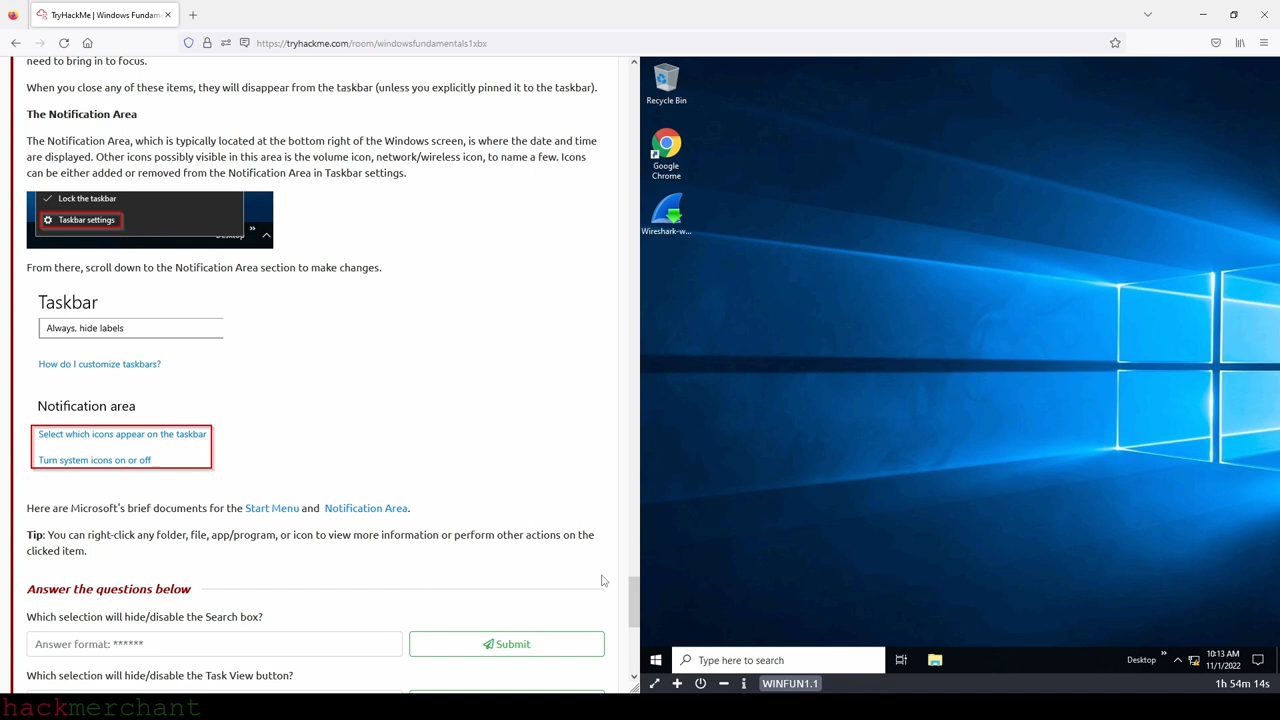 TryHackMe | Windows Fundam
https://tryhackme.com/room/windowsfundamentals1xbx
need to bring in to focus.
When you close any of these items, they will disappear from the taskbar (unless you explicitly pinned it to the taskbar).
The Notification Area
The Notification Area, which is typically located at the bottom right of the Windows screen, is where the date and time
are displayed. Other icons possibly visible in this area is the volume icon, network/wireless icon, to name a few. Icons
can be either added or removed from the Notification Area in Taskbar settings.
Lock the taskbar
Taskbar settings
Desktop
From there, scroll down to the Notification Area section to make changes.
Taskbar
Always, hide labels
How do I customize taskbars?
Notification area
Select which icons appear on the taskbar
Turn system icons on or off
Here are Microsoft's brief documents for the Start Menu and Notification Area.
Tip: You can right-click any folder, file, app/program, or icon to view more information or perform other actions on the
clicked item.
Answer the questions below
Which selection will hide/disable the Search box?
Answer format: ******
Submit
Which selection will hide/disable the Task View button?
Recycle Bin
Google
Chrome
Wireshark-w...
Type here to search
Desktop
10:13 AM
11/1/2022
WINFUN1.1
1h 54m 14s
hackmerchant